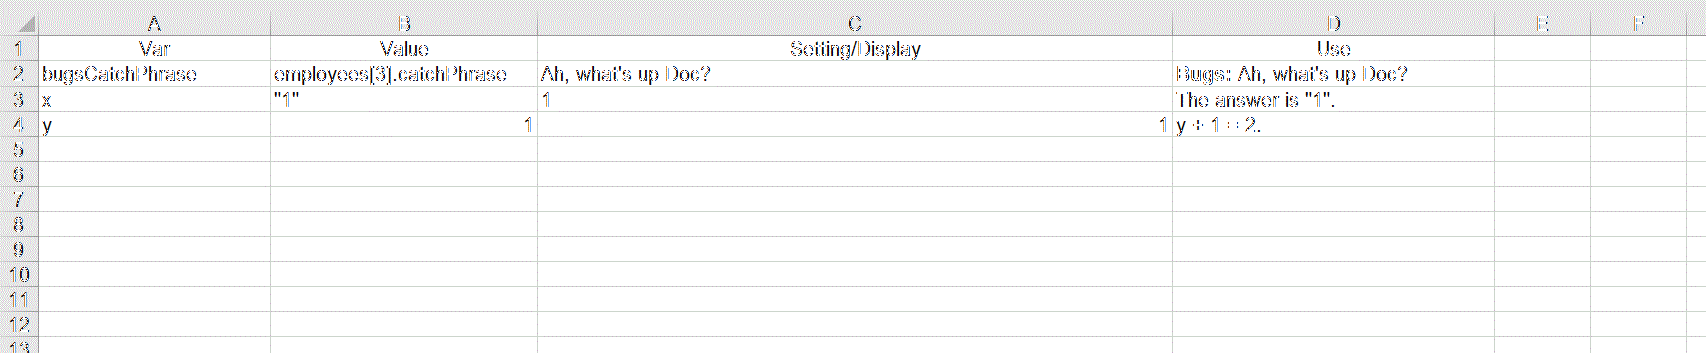 A B C D E F
1 Var Value Setting/Display Use
2 bugsCatchPhrase employees[3].catchPhrase Ah, what's up Doc? Bugs: Ah, what's up Doc?
3 x "1" 1 The answer is "1".
4 y 1 1 y + 1 = 2.
5
6
7
8
9
10
11
12
13